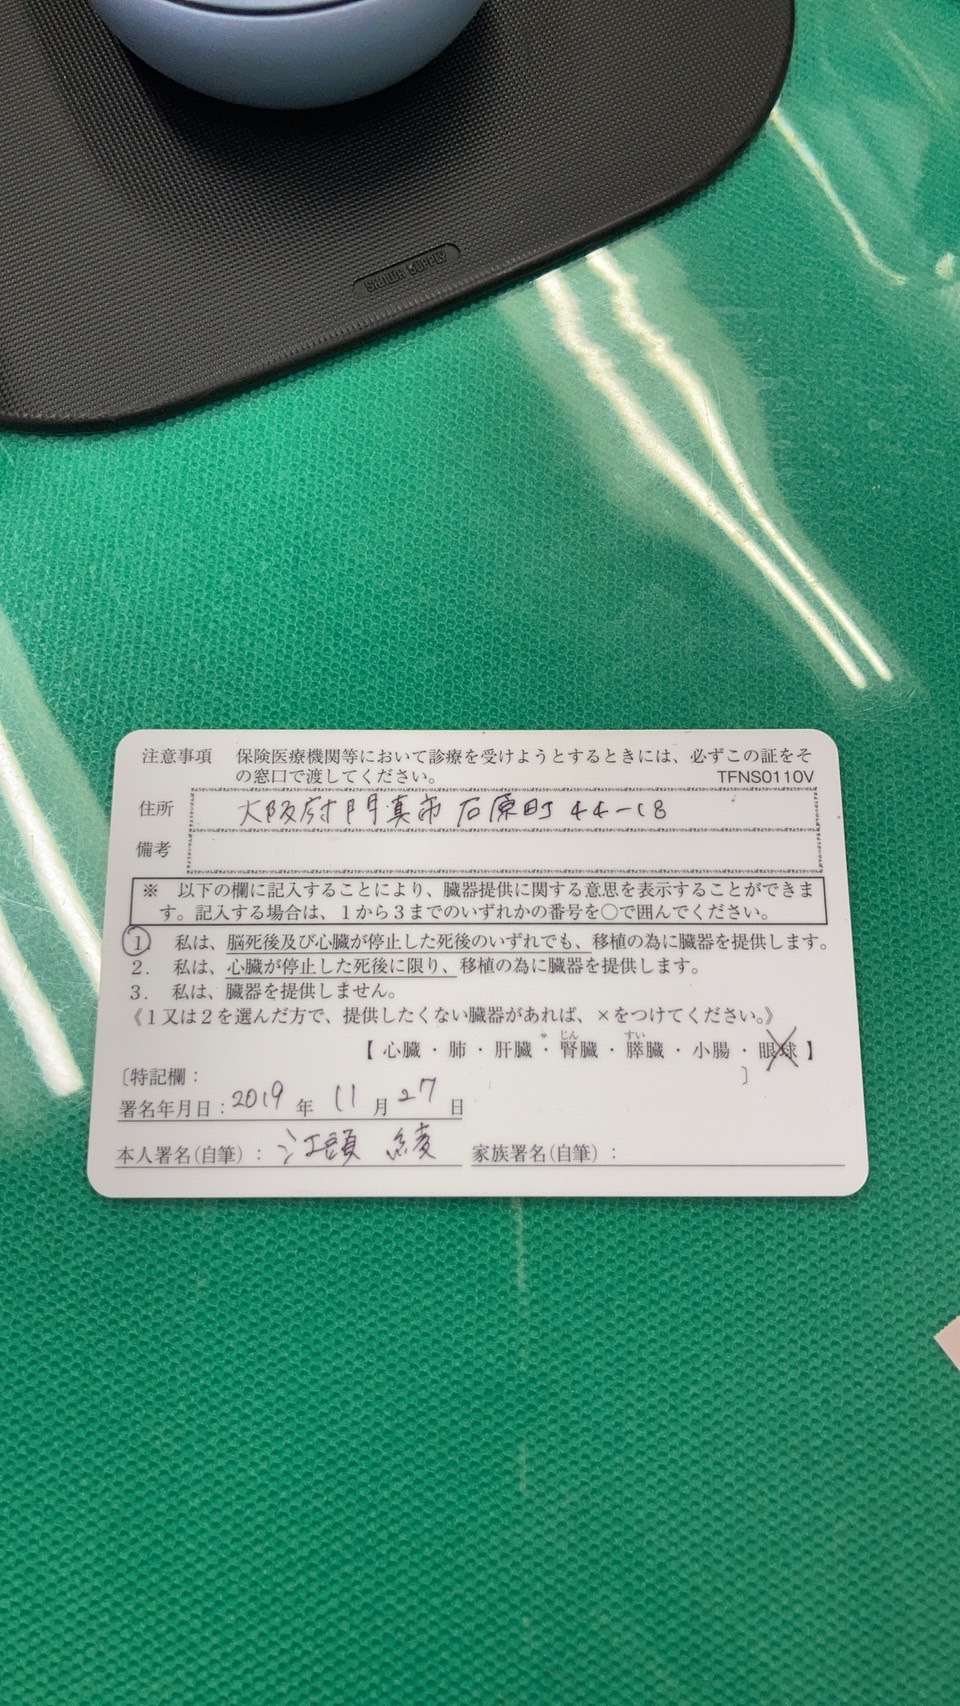 SANWA SUPPLY
注意事項 保険医療機関等において診療を受けようとするときには、必ずこの証をそ
の窓口で渡してください。 TFNS0110V
住所 大阪府門真市石原町44-18
備考
※ 以下の欄に記入することにより、臓器提供に関する意思を表示することができま
す。記入する場合は、1から3までのいずれかの番号を〇で囲んでください。
1. 私は、脳死後及び心臓が停止した死後のいずれでも、移植の為に臓器を提供します。
2. 私は、心臓が停止した死後に限り、移植の為に臓器を提供します。
3. 私は、臓器を提供しません。
《1又は2を選んだ方で、提供したくない臓器があれば、×をつけてください。》
【 心臓・肺・肝臓・腎臓・膵臓・小腸・眼球 】
じん すい
〔特記欄: 〕
署名年月日:2019年11月27日
本人署名(自筆): 江頭 綾 家族署名(自筆):